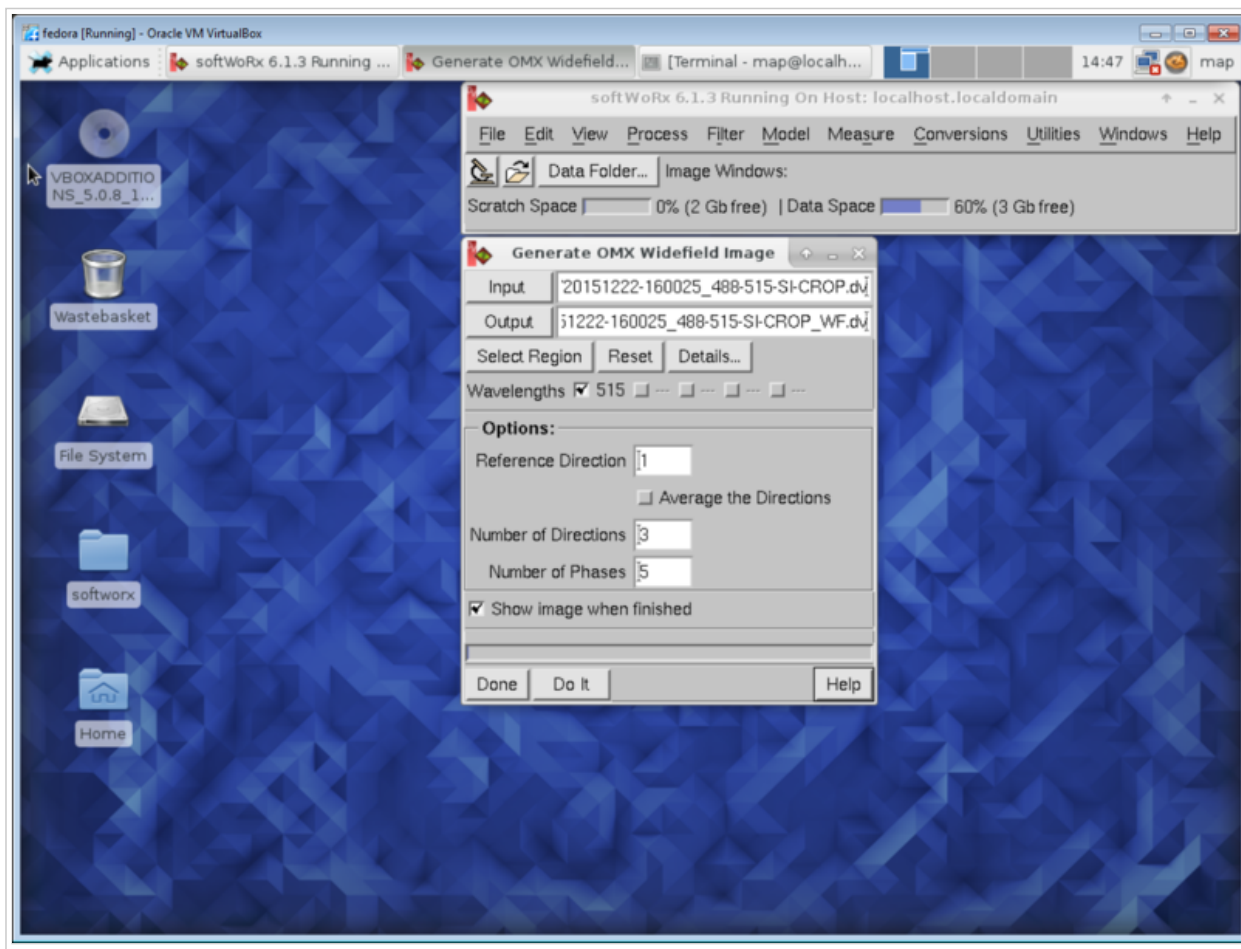 fedora [Running] - Oracle VM VirtualBox
Applications softWoRx 6.1.3 Running ... Generate OMX Widefield... [Terminal - map@localh... 14:47 map
softWoRx 6.1.3 Running On Host: localhost.localdomain
File Edit View Process Filter Model Measure Conversions Utilities Windows Help
Data Folder... Image Windows:
Scratch Space 0% (2 Gb free) | Data Space 60% (3 Gb free)
VBOXADDITIO
NS_5.0.8_1...
Wastebasket
File System
softworx
Home
Generate OMX Widefield Image
Input 20151222-160025_488-515-SI-CROP.dv
Output 51222-160025_488-515-SI-CROP_WF.dv
Select Region Reset Details...
Wavelengths 515 --- --- --- ---
Options:
Reference Direction 1
Average the Directions
Number of Directions 3
Number of Phases 5
Show image when finished
Done Do It Help